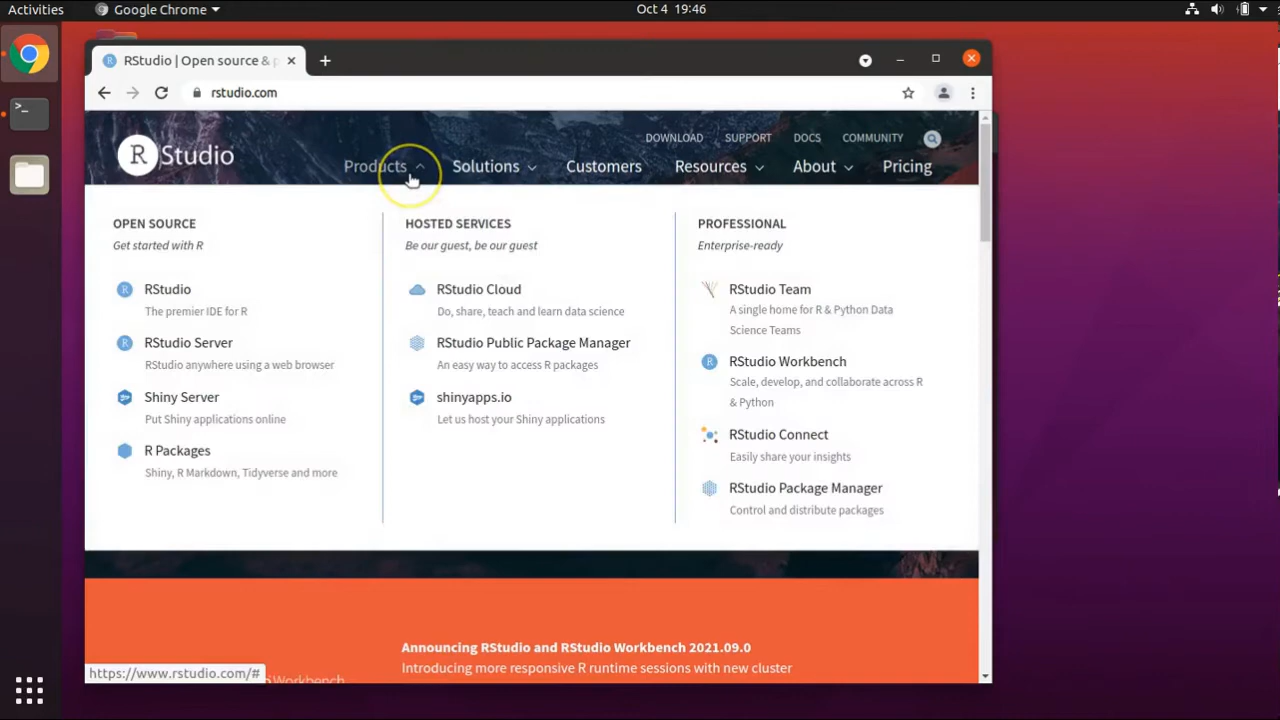 Activities
Google Chrome
Oct 4 19:46
RStudio | Open source & p
rstudio.com
R Studio
DOWNLOAD SUPPORT DOCS COMMUNITY
Products Solutions Customers Resources About Pricing
OPEN SOURCE
Get started with R
RStudio
The premier IDE for R
RStudio Server
RStudio anywhere using a web browser
Shiny Server
Put Shiny applications online
R Packages
Shiny, R Markdown, Tidyverse and more
HOSTED SERVICES
Be our guest, be our guest
RStudio Cloud
Do, share, teach and learn data science
RStudio Public Package Manager
An easy way to access R packages
shinyapps.io
Let us host your Shiny applications
PROFESSIONAL
Enterprise-ready
RStudio Team
A single home for R & Python Data
Science Teams
RStudio Workbench
Scale, develop, and collaborate across R
& Python
RStudio Connect
Easily share your insights
RStudio Package Manager
Control and distribute packages
Announcing RStudio and RStudio Workbench 2021.09.0
Introducing more responsive R runtime sessions with new cluster
https://www.rstudio.com/#
Workbench